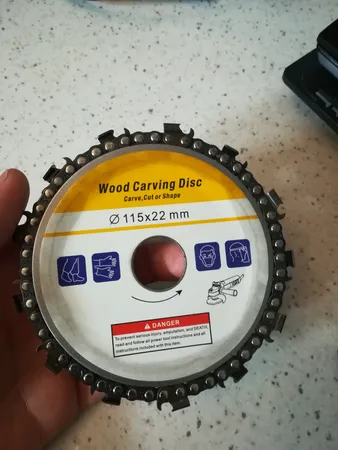 Wood Carving Disc
Carve,Cut or Shape
Ø 115x22 mm
DANGER
To prevent serious injury, amputation, and DEATH,
read and follow all power tool instructions and all
instructions included with this item.